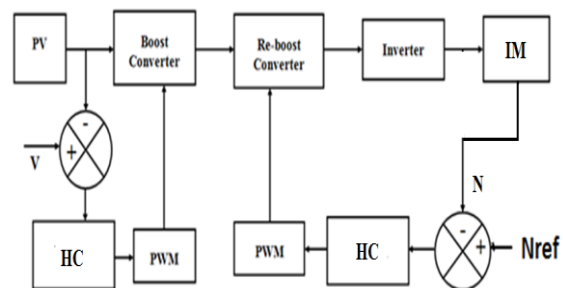 PV
Boost
Converter
Re-boost
Converter
Inverter
IM
-
+
V
HC
PWM
PWM
HC
N
-
+
Nref